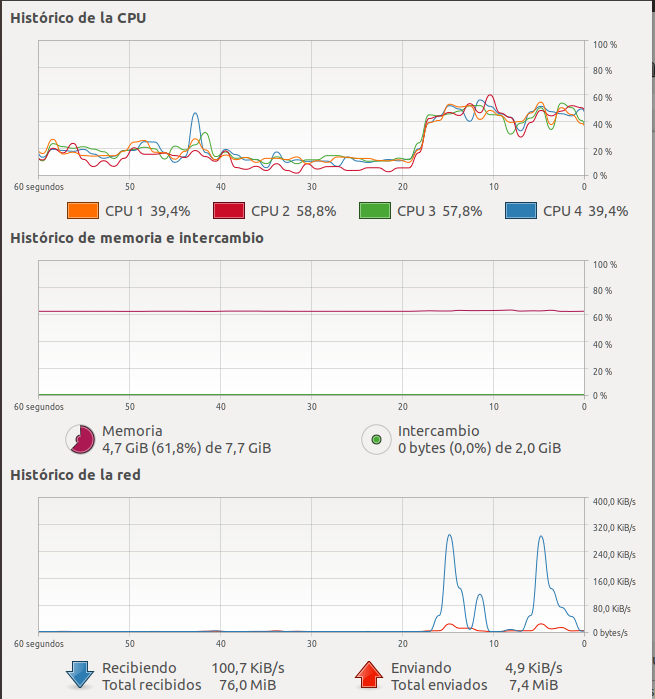 Histórico de la CPU
100 %
80 %
60 %
40 %
20 %
0 %
60 segundos 50 40 30 20 10 0
CPU 1 39,4% CPU 2 58,8% CPU 3 57,8% CPU 4 39,4%
Histórico de memoria e intercambio
100 %
80 %
60 %
40 %
20 %
0 %
60 segundos 50 40 30 20 10 0
Memoria
4,7 GiB (61,8%) de 7,7 GiB
Intercambio
0 bytes (0,0%) de 2,0 GiB
Histórico de la red
400,0 KiB/s
320,0 KiB/s
240,0 KiB/s
160,0 KiB/s
80,0 KiB/s
0 bytes/s
60 segundos 50 40 30 20 10 0
Recibiendo 100,7 KiB/s
Total recibidos 76,0 MiB
Enviando 4,9 KiB/s
Total enviados 7,4 MiB